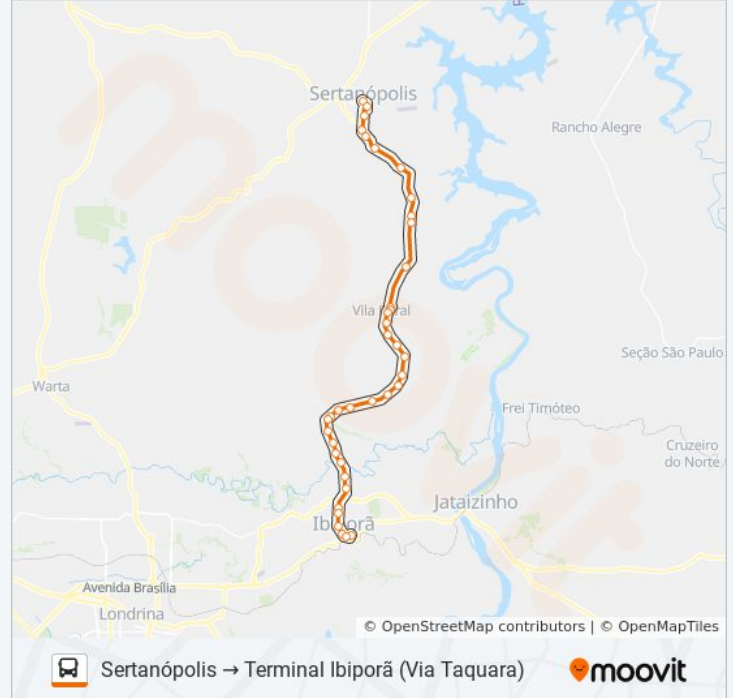 Sertanópolis
Rancho Alegre
Vila Rural
Seção São Paulo
Warta
Frei Timóteo
Cruzeiro
do Norte
Jataizinho
Ibiporã
Avenida Brasília
Londrina
© OpenStreetMap contributors | © OpenMapTiles
Sertanópolis → Terminal Ibiporã (Via Taquara)
moovit